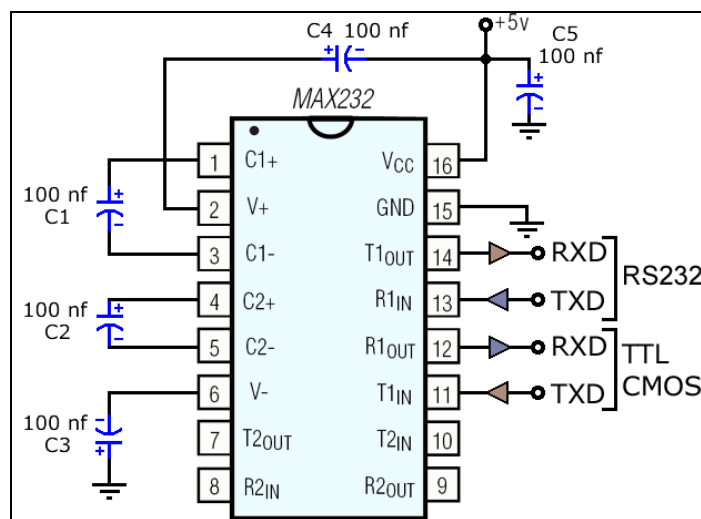 C4 100 nf
+5v
C5
100 nf
+ -
+
-
MAX232
1 C1+ VCC 16
+
100 nf
C1
-
2 V+ GND 15
3 C1- T1OUT 14 RXD
RS232
4 C2+ R1IN 13 TXD
+
100 nf
C2
-
5 C2- R1OUT 12 RXD
TTL
CMOS
6 V- T1IN 11 TXD
-
100 nf
C3
+
7 T2OUT T2IN 10
8 R2IN R2OUT 9